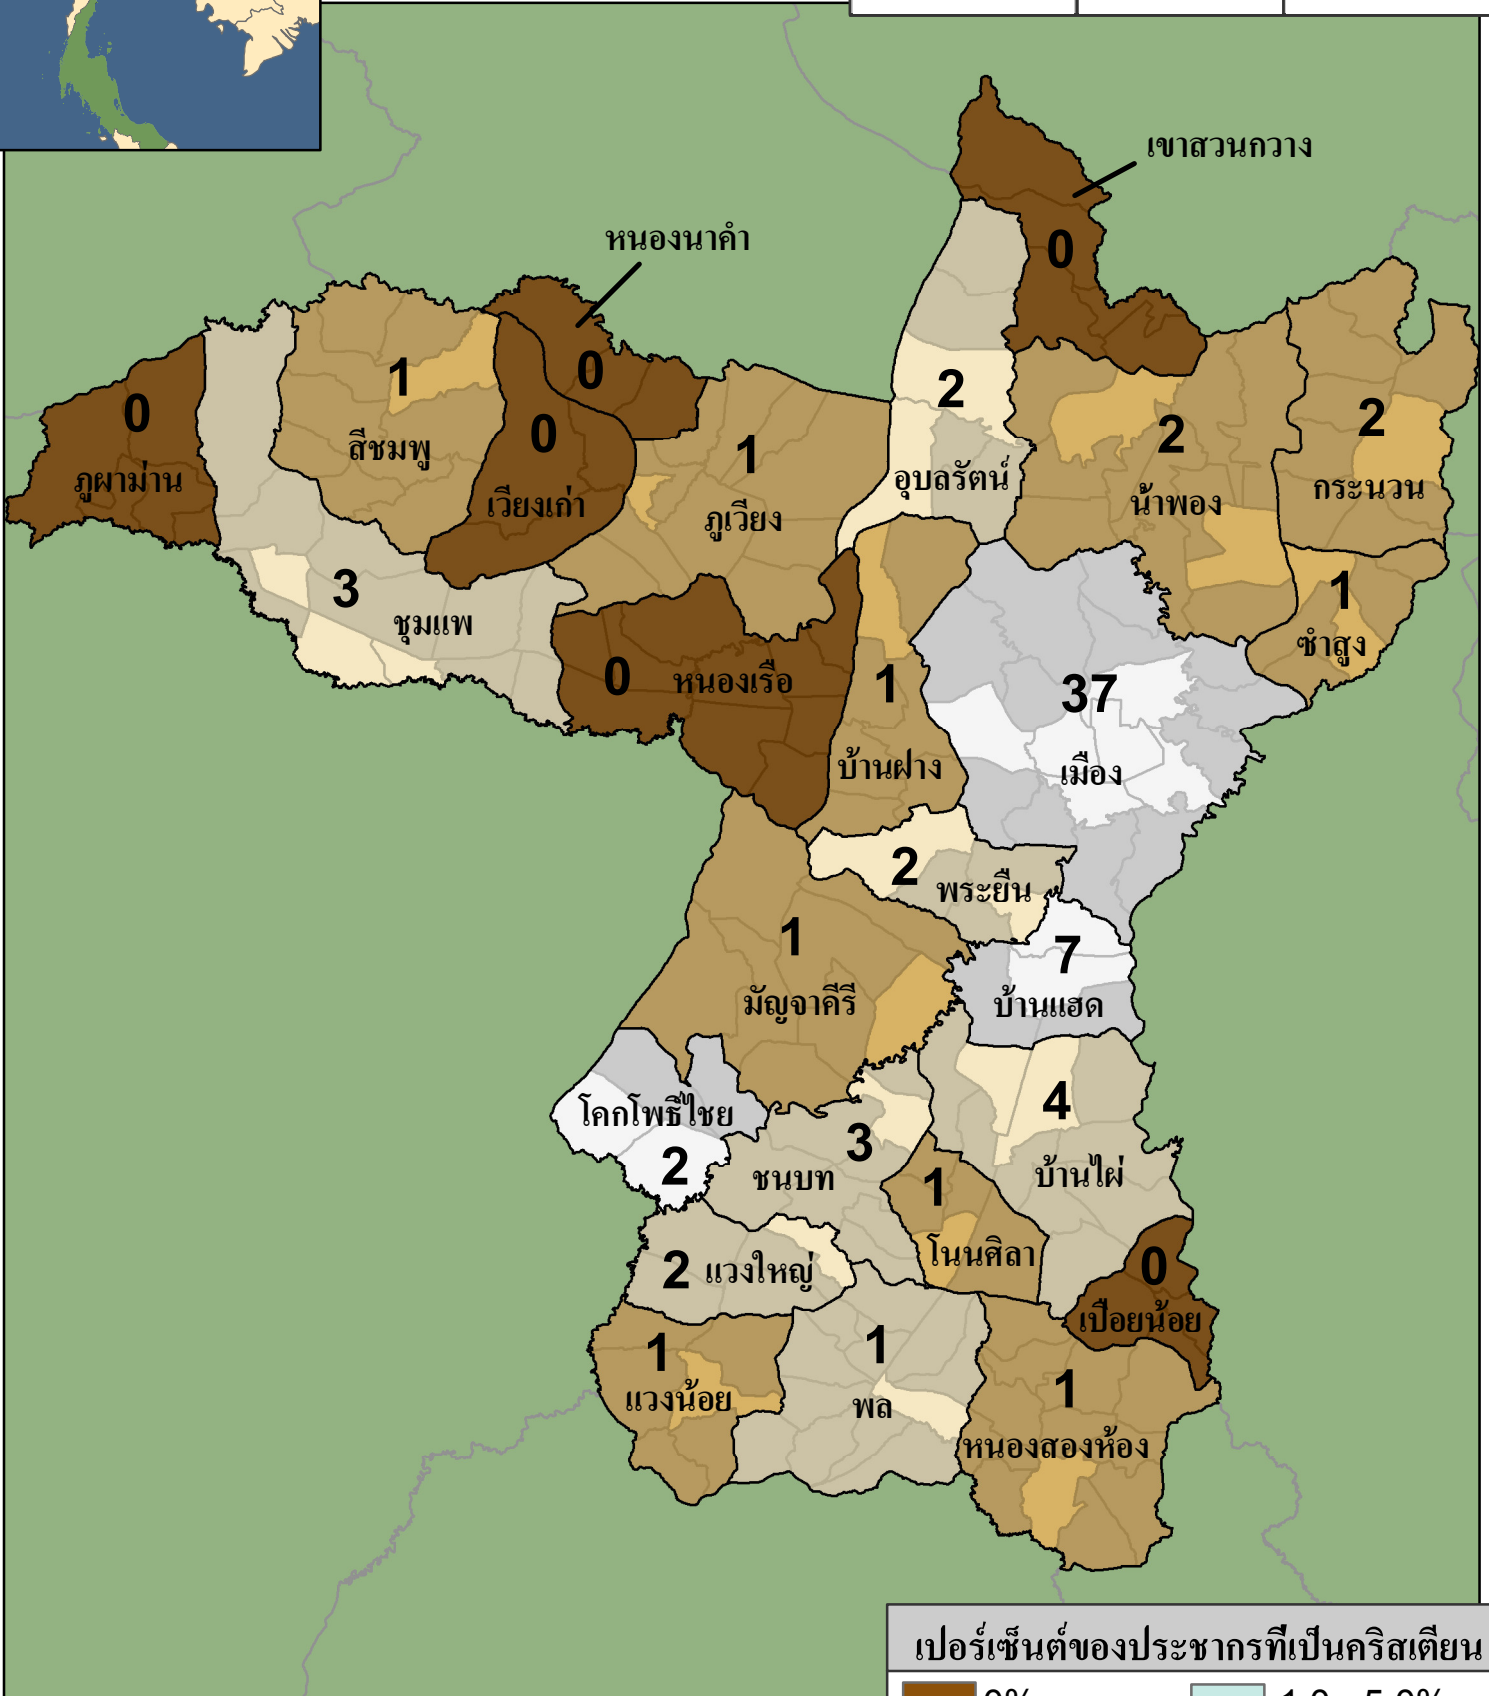 เขาสวนกวาง
0
หนองนาคำ
0
0
ภูผาม่าน
1
สีชมพู
0
เวียงเก่า
1
ภูเวียง
2
อุบลรัตน์
2
น้ำพอง
2
กระนวน
3
ชุมแพ
1
ซำสูง
0 หนองเรือ
1
บ้านฝาง
37
เมือง
2
พระยืน
1
มัญจาคีรี
7
บ้านแฮด
โคกโพธิ์ไชย
2
3
ชนบท
4
บ้านไผ่
1
โนนศิลา
2 แวงใหญ่
0
เปือยน้อย
1
แวงน้อย
1
พล
1
หนองสองห้อง
เปอร์เซ็นต์ของประชากรที่เป็นคริสเตียน